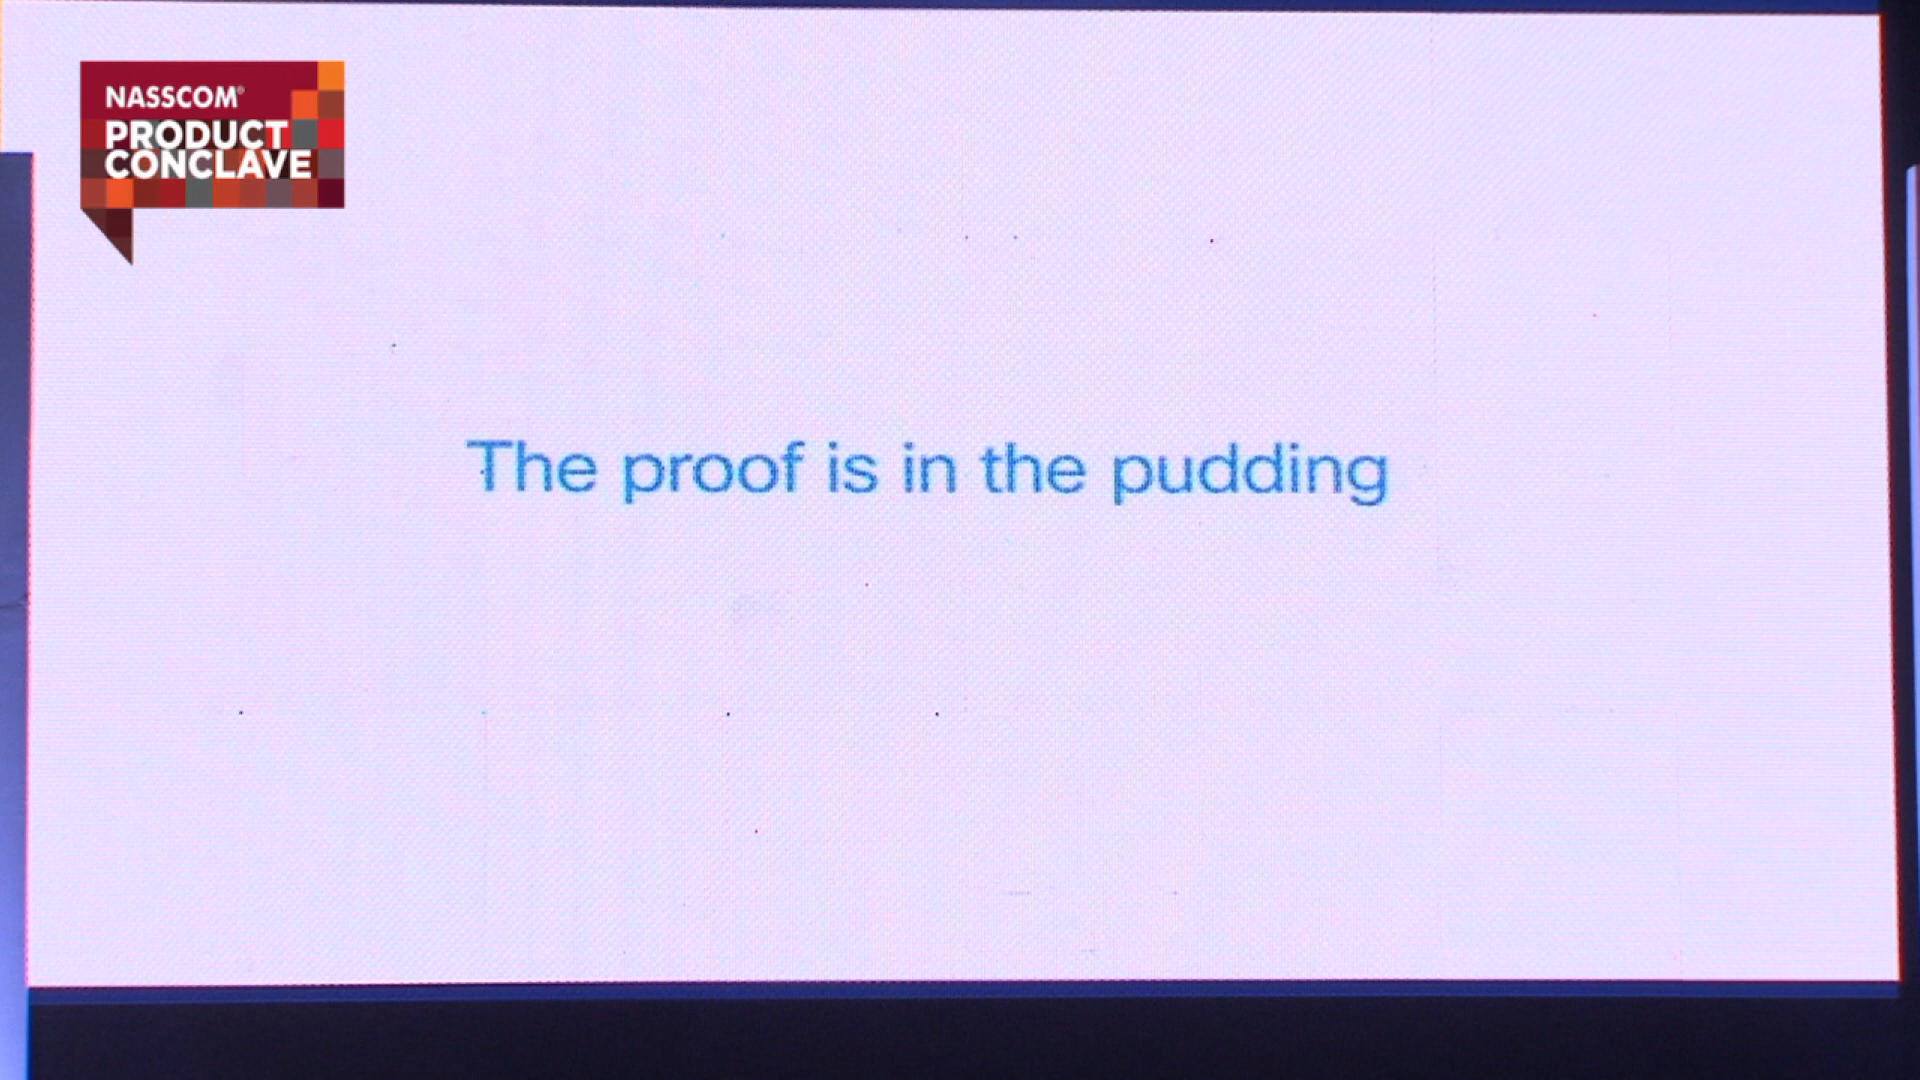 NASSCOM®
PRODUCT
CONCLAVE
The proof is in the pudding